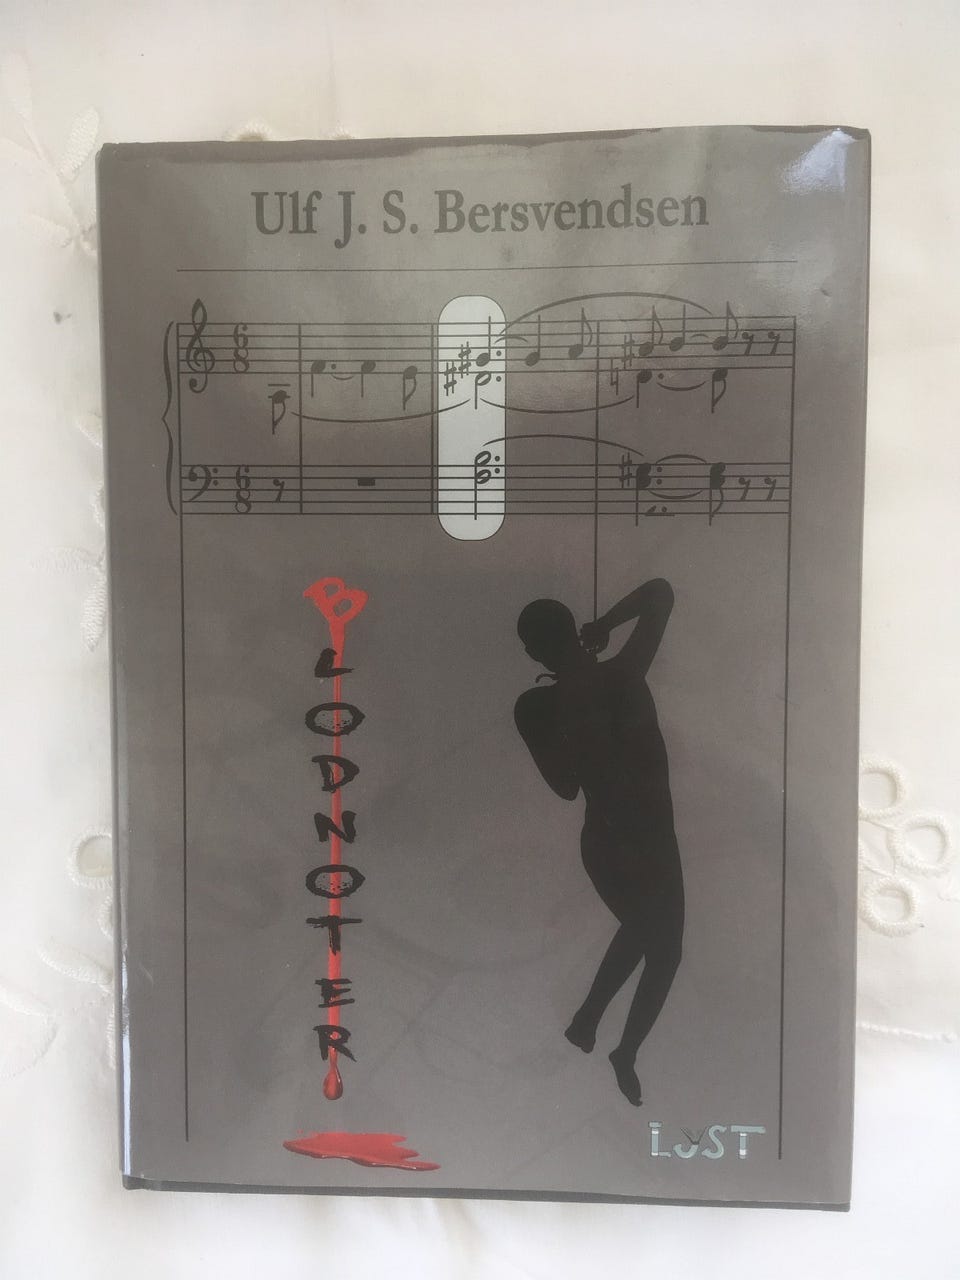 Ulf J. S. Bersvendsen
BLODNOTER
LYST